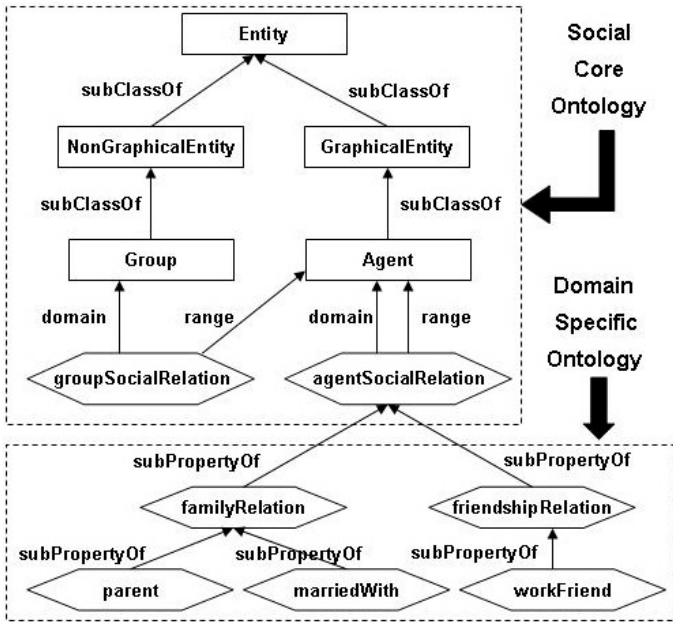 Entity
Social
Core
Ontology
subClassOf
subClassOf
NonGraphicalEntity
GraphicalEntity
subClassOf
subClassOf
Group
Agent
Domain
Specific
Ontology
domain
range
domain
range
groupSocialRelation
agentSocialRelation
subPropertyOf
subPropertyOf
familyRelation
friendshipRelation
subPropertyOf
subPropertyOf
subPropertyOf
parent
marriedWith
workFriend